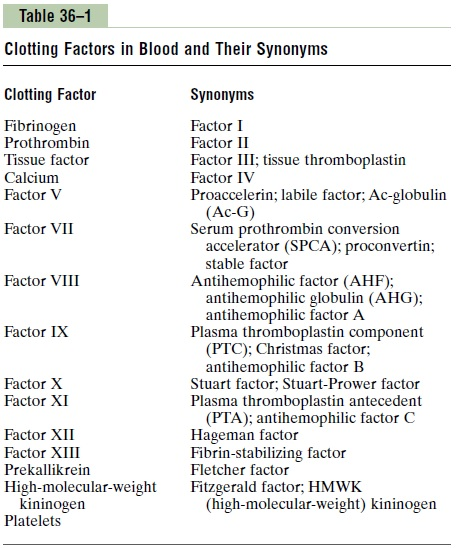 Table 36–1
Clotting Factors in Blood and Their Synonyms
Clotting Factor Synonyms
Fibrinogen Factor I
Prothrombin Factor II
Tissue factor Factor III; tissue thromboplastin
Calcium Factor IV
Factor V Proaccelerin; labile factor; Ac-globulin
(Ac-G)
Factor VII Serum prothrombin conversion
accelerator (SPCA); proconvertin;
stable factor
Factor VIII Antihemophilic factor (AHF);
antihemophilic globulin (AHG);
antihemophilic factor A
Factor IX Plasma thromboplastin component
(PTC); Christmas factor;
antihemophilic factor B
Factor X Stuart factor; Stuart-Prower factor
Factor XI Plasma thromboplastin antecedent
(PTA); antihemophilic factor C
Factor XII Hageman factor
Factor XIII Fibrin-stabilizing factor
Prekallikrein Fletcher factor
High-molecular-weight Fitzgerald factor; HMWK
kininogen (high-molecular-weight) kininogen
Platelets